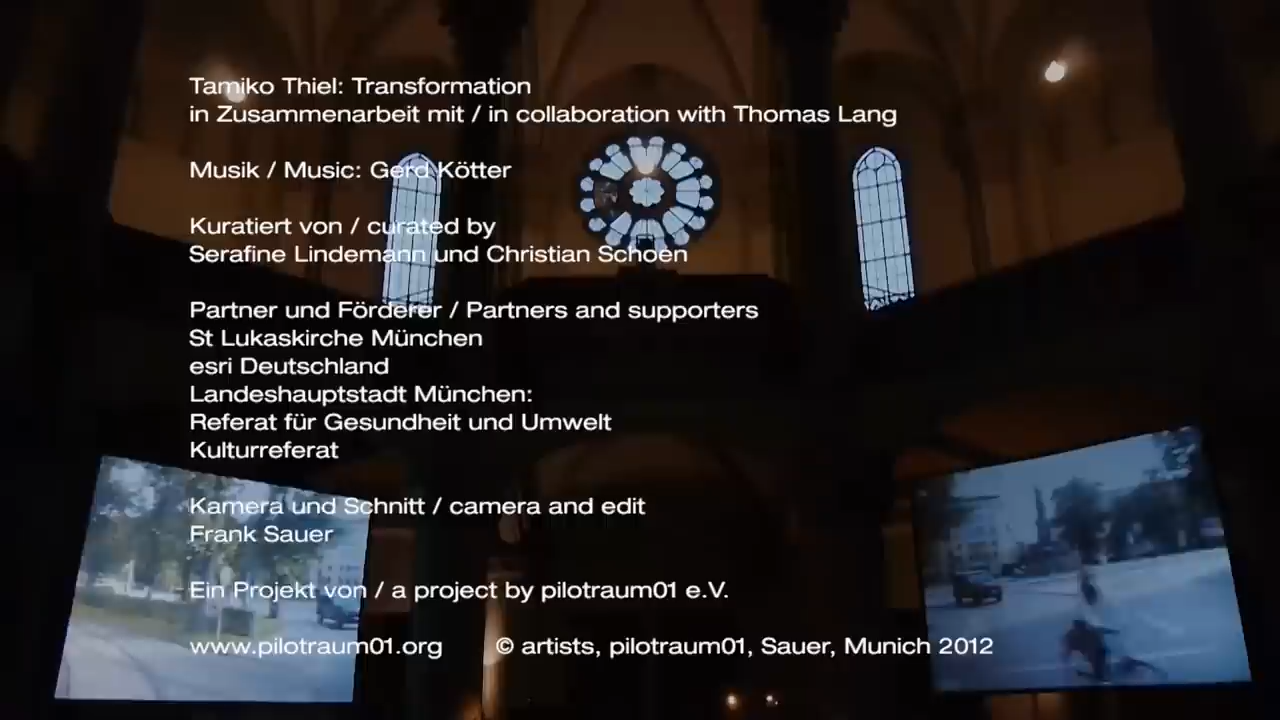 Tamiko Thiel: Transformation
in Zusammenarbeit mit / in collaboration with Thomas Lang
Musik / Music: Gerd Kötter
Kuratiert von / curated by
Serafine Lindemann und Christian Schoen
Partner und Förderer / Partners and supporters
St Lukaskirche München
esri Deutschland
Landeshauptstadt München:
Referat für Gesundheit und Umwelt
Kulturreferat
Kamera und Schnitt / camera and edit
Frank Sauer
Ein Projekt von / a project by pilotraum01 e.V.
www.pilotraum01.org © artists, pilotraum01, Sauer, Munich 2012